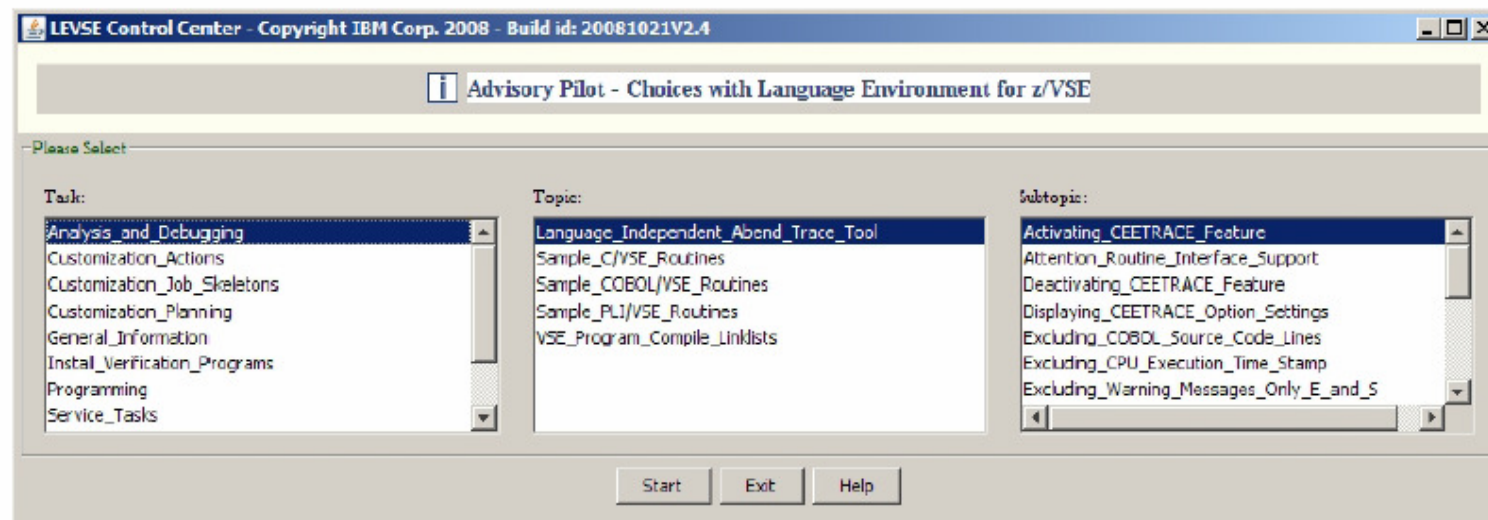 LEVSE Control Center - Copyright IBM Corp. 2008 - Build id: 20081021V2.4
i Advisory Pilot - Choices with Language Environment for z/VSE
Please Select
Task:
Analysis_and_Debugging
Customization_Actions
Customization_Job_Skeletons
Customization_Planning
General_Information
Install_Verification_Programs
Programming
Service_Tasks
Topic:
Language_Independent_Abend_Trace_Tool
Sample_C/VSE_Routines
Sample_COBOL/VSE_Routines
Sample_PLI/VSE_Routines
VSE_Program_Compile_Linklists
Subtopic:
Activating_CEETRACE_Feature
Attention_Routine_Interface_Support
Deactivating_CEETRACE_Feature
Displaying_CEETRACE_Option_Settings
Excluding_COBOL_Source_Code_Lines
Excluding_CPU_Execution_Time_Stamp
Excluding_Warning_Messages_Only_E_and_S
Start Exit Help